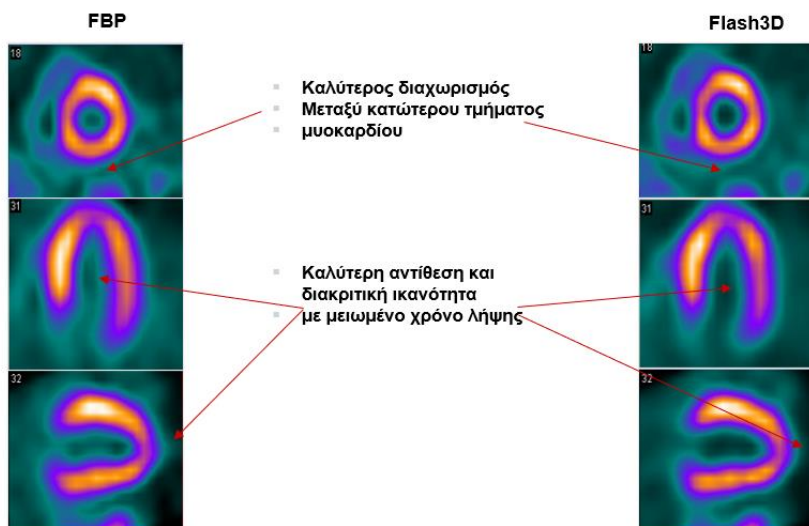 FBP
Flash3D
18
18
Καλύτερος διαχωρισμός
Μεταξύ κατώτερου τμήματος
μυοκαρδίου
31
31
Καλύτερη αντίθεση και
διακριτική ικανότητα
με μειωμένο χρόνο λήψης
32
32